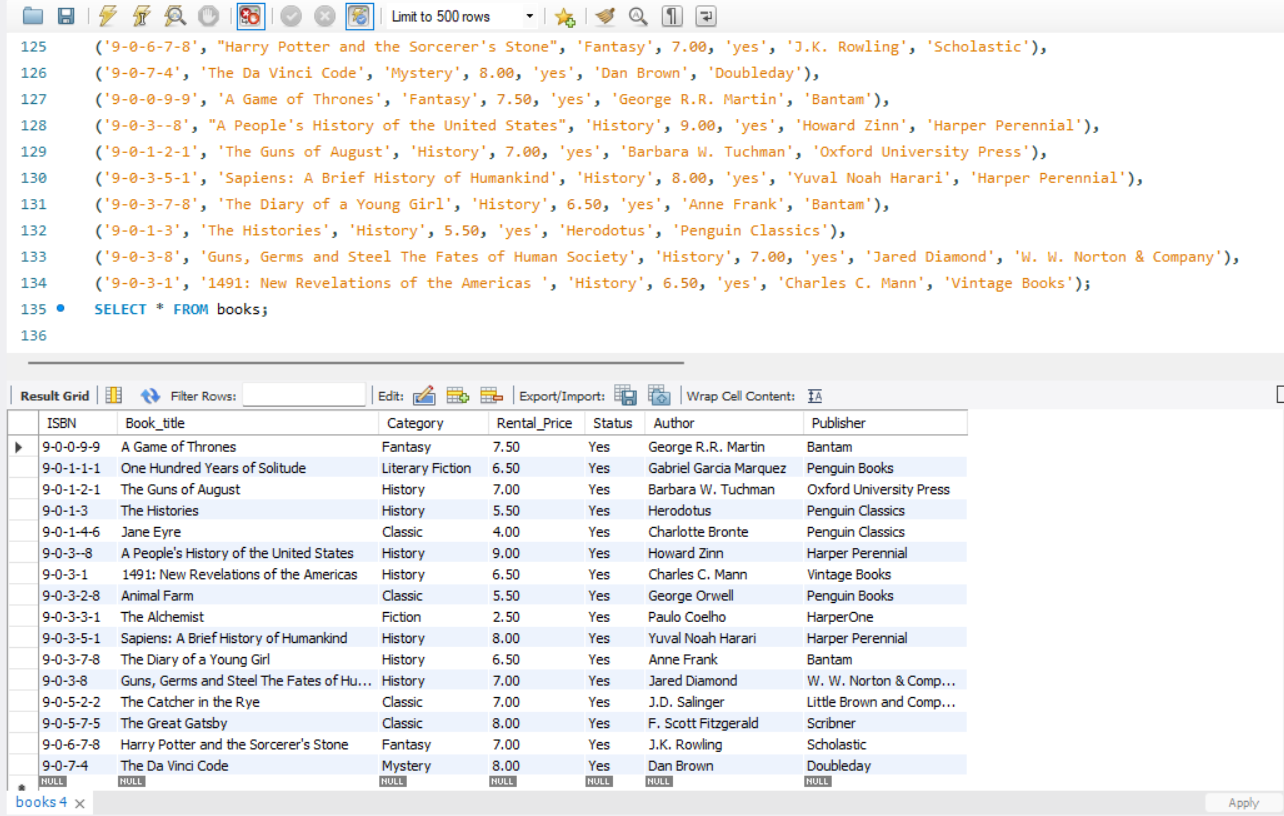 Limit to 500 rows
125 ('9-0-6-7-8', "Harry Potter and the Sorcerer's Stone", 'Fantasy', 7.00, 'yes', 'J.K. Rowling', 'Scholastic'),
126 ('9-0-7-4', 'The Da Vinci Code', 'Mystery', 8.00, 'yes', 'Dan Brown', 'Doubleday'),
127 ('9-0-0-9-9', 'A Game of Thrones', 'Fantasy', 7.50, 'yes', 'George R.R. Martin', 'Bantam'),
128 ('9-0-3--8', "A People's History of the United States", 'History', 9.00, 'yes', 'Howard Zinn', 'Harper Perennial'),
129 ('9-0-1-2-1', 'The Guns of August', 'History', 7.00, 'yes', 'Barbara W. Tuchman', 'Oxford University Press'),
130 ('9-0-3-5-1', 'Sapiens: A Brief History of Humankind', 'History', 8.00, 'yes', 'Yuval Noah Harari', 'Harper Perennial'),
131 ('9-0-3-7-8', 'The Diary of a Young Girl', 'History', 6.50, 'yes', 'Anne Frank', 'Bantam'),
132 ('9-0-1-3', 'The Histories', 'History', 5.50, 'yes', 'Herodotus', 'Penguin Classics'),
133 ('9-0-3-8', 'Guns, Germs and Steel The Fates of Human Society', 'History', 7.00, 'yes', 'Jared Diamond', 'W. W. Norton & Company'),
134 ('9-0-3-1', '1491: New Revelations of the Americas ', 'History', 6.50, 'yes', 'Charles C. Mann', 'Vintage Books');
135 SELECT * FROM books;
136
Result Grid Filter Rows: Edit: Export/Import: Wrap Cell Content: IA
ISBN Book_title Category Rental_Price Status Author Publisher
9-0-0-9-9 A Game of Thrones Fantasy 7.50 Yes George R.R. Martin Bantam
9-0-1-1-1 One Hundred Years of Solitude Literary Fiction 6.50 Yes Gabriel Garcia Marquez Penguin Books
9-0-1-2-1 The Guns of August History 7.00 Yes Barbara W. Tuchman Oxford University Press
9-0-1-3 The Histories History 5.50 Yes Herodotus Penguin Classics
9-0-1-4-6 Jane Eyre Classic 4.00 Yes Charlotte Bronte Penguin Classics
9-0-3--8 A People's History of the United States History 9.00 Yes Howard Zinn Harper Perennial
9-0-3-1 1491: New Revelations of the Americas History 6.50 Yes Charles C. Mann Vintage Books
9-0-3-2-8 Animal Farm Classic 5.50 Yes George Orwell Penguin Books
9-0-3-3-1 The Alchemist Fiction 2.50 Yes Paulo Coelho HarperOne
9-0-3-5-1 Sapiens: A Brief History of Humankind History 8.00 Yes Yuval Noah Harari Harper Perennial
9-0-3-7-8 The Diary of a Young Girl History 6.50 Yes Anne Frank Bantam
9-0-3-8 Guns, Germs and Steel The Fates of Hu... History 7.00 Yes Jared Diamond W. W. Norton & Comp...
9-0-5-2-2 The Catcher in the Rye Classic 7.00 Yes J.D. Salinger Little Brown and Comp...
9-0-5-7-5 The Great Gatsby Classic 8.00 Yes F. Scott Fitzgerald Scribner
9-0-6-7-8 Harry Potter and the Sorcerer's Stone Fantasy 7.00 Yes J.K. Rowling Scholastic
9-0-7-4 The Da Vinci Code Mystery 8.00 Yes Dan Brown Doubleday
NULL NULL NULL NULL NULL NULL NULL
books 4 Apply